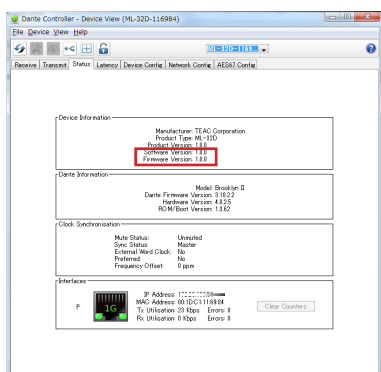 Dante Controller - Device View (ML-32D-116984)
File Device View Help
ML-32D-1169...
Receive Transmit Status Latency Device Config Network Config AES67 Config
Device Information
Manufacturer: TEAC Corporation
Product Type: ML-32D
Product Version: 1.0.0
Software Version: 1.0.0
Firmware Version: 1.0.0
Dante Information
Model: Brooklyn II
Dante Firmware Version: 3.10.2.2
Hardware Version: 4.0.2.5
ROM/Boot Version: 1.3.62
Clock Synchronisation
Mute Status: Unmuted
Sync Status: Master
External Word Clock: No
Preferred: No
Frequency Offset: 0 ppm
Interfaces
P
1G
IP Address:
MAC Address: 00:1D:C1:11:69:84
Tx Utilisation: 23 Kbps Errors: 0
Rx Utilisation: 0 Kbps Errors: 0
Clear Counters